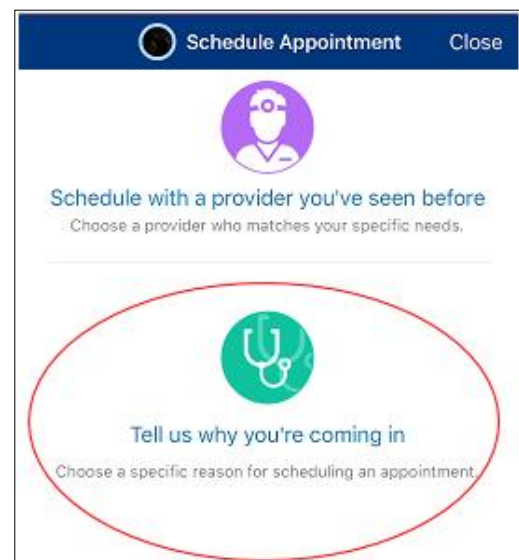 Schedule Appointment Close
Schedule with a provider you've seen before
Choose a provider who matches your specific needs.
Tell us why you're coming in
Choose a specific reason for scheduling an appointment.